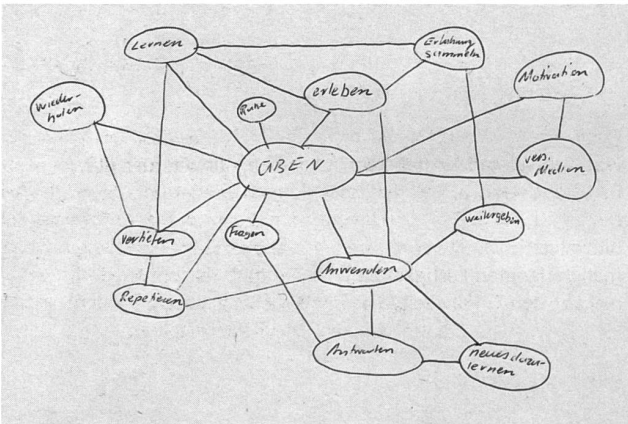 Lernen
Erfahrung
sammeln
Motivation
erleben
Wieder-
holen
Ruhe
ÜBEN
vers.
Medien
Weitergeben
vertiefen
Fragen
Anwenden
Repetieren
neues dazu-
lernen